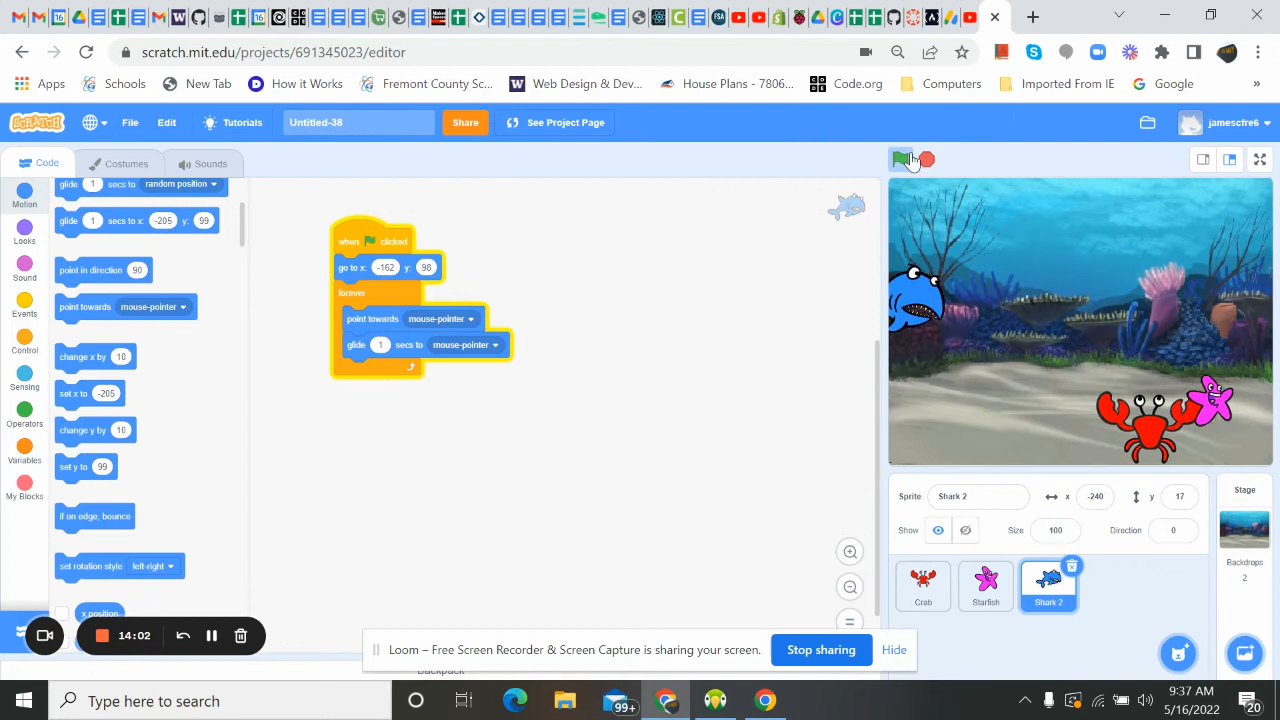 16
16
scratch.mit.edu/projects/691345023/editor
Apps
Schools
New Tab
How it Works
Fremont County Sc...
Web Design & Dev...
House Plans - 7806...
Code.org
Computers
Imported From IE
Google
»
SCRATCH
File
Edit
Tutorials
Untitled-38
Share
See Project Page
jamescfre6
Code
Costumes
Sounds
Motion
Looks
Sound
Events
Control
Sensing
Operators
Variables
My Blocks
glide 1 secs to random position
glide 1 secs to x: -205 y: 99
point in direction 90
point towards mouse-pointer
change x by 10
set x to -205
change y by 10
set y to 99
if on edge, bounce
set rotation style left-right
x position
when clicked
go to x: -162 y: 98
forever
point towards mouse-pointer
glide 1 secs to mouse-pointer
Sprite Shark 2 x -240 y 17
Show Size 100 Direction 0
Crab
Starfish
Shark 2
Stage
Backdrops
2
14:02
Loom – Free Screen Recorder & Screen Capture is sharing your screen.
Stop sharing
Hide
Backpack
Type here to search
99+
9:37 AM
5/16/2022
20